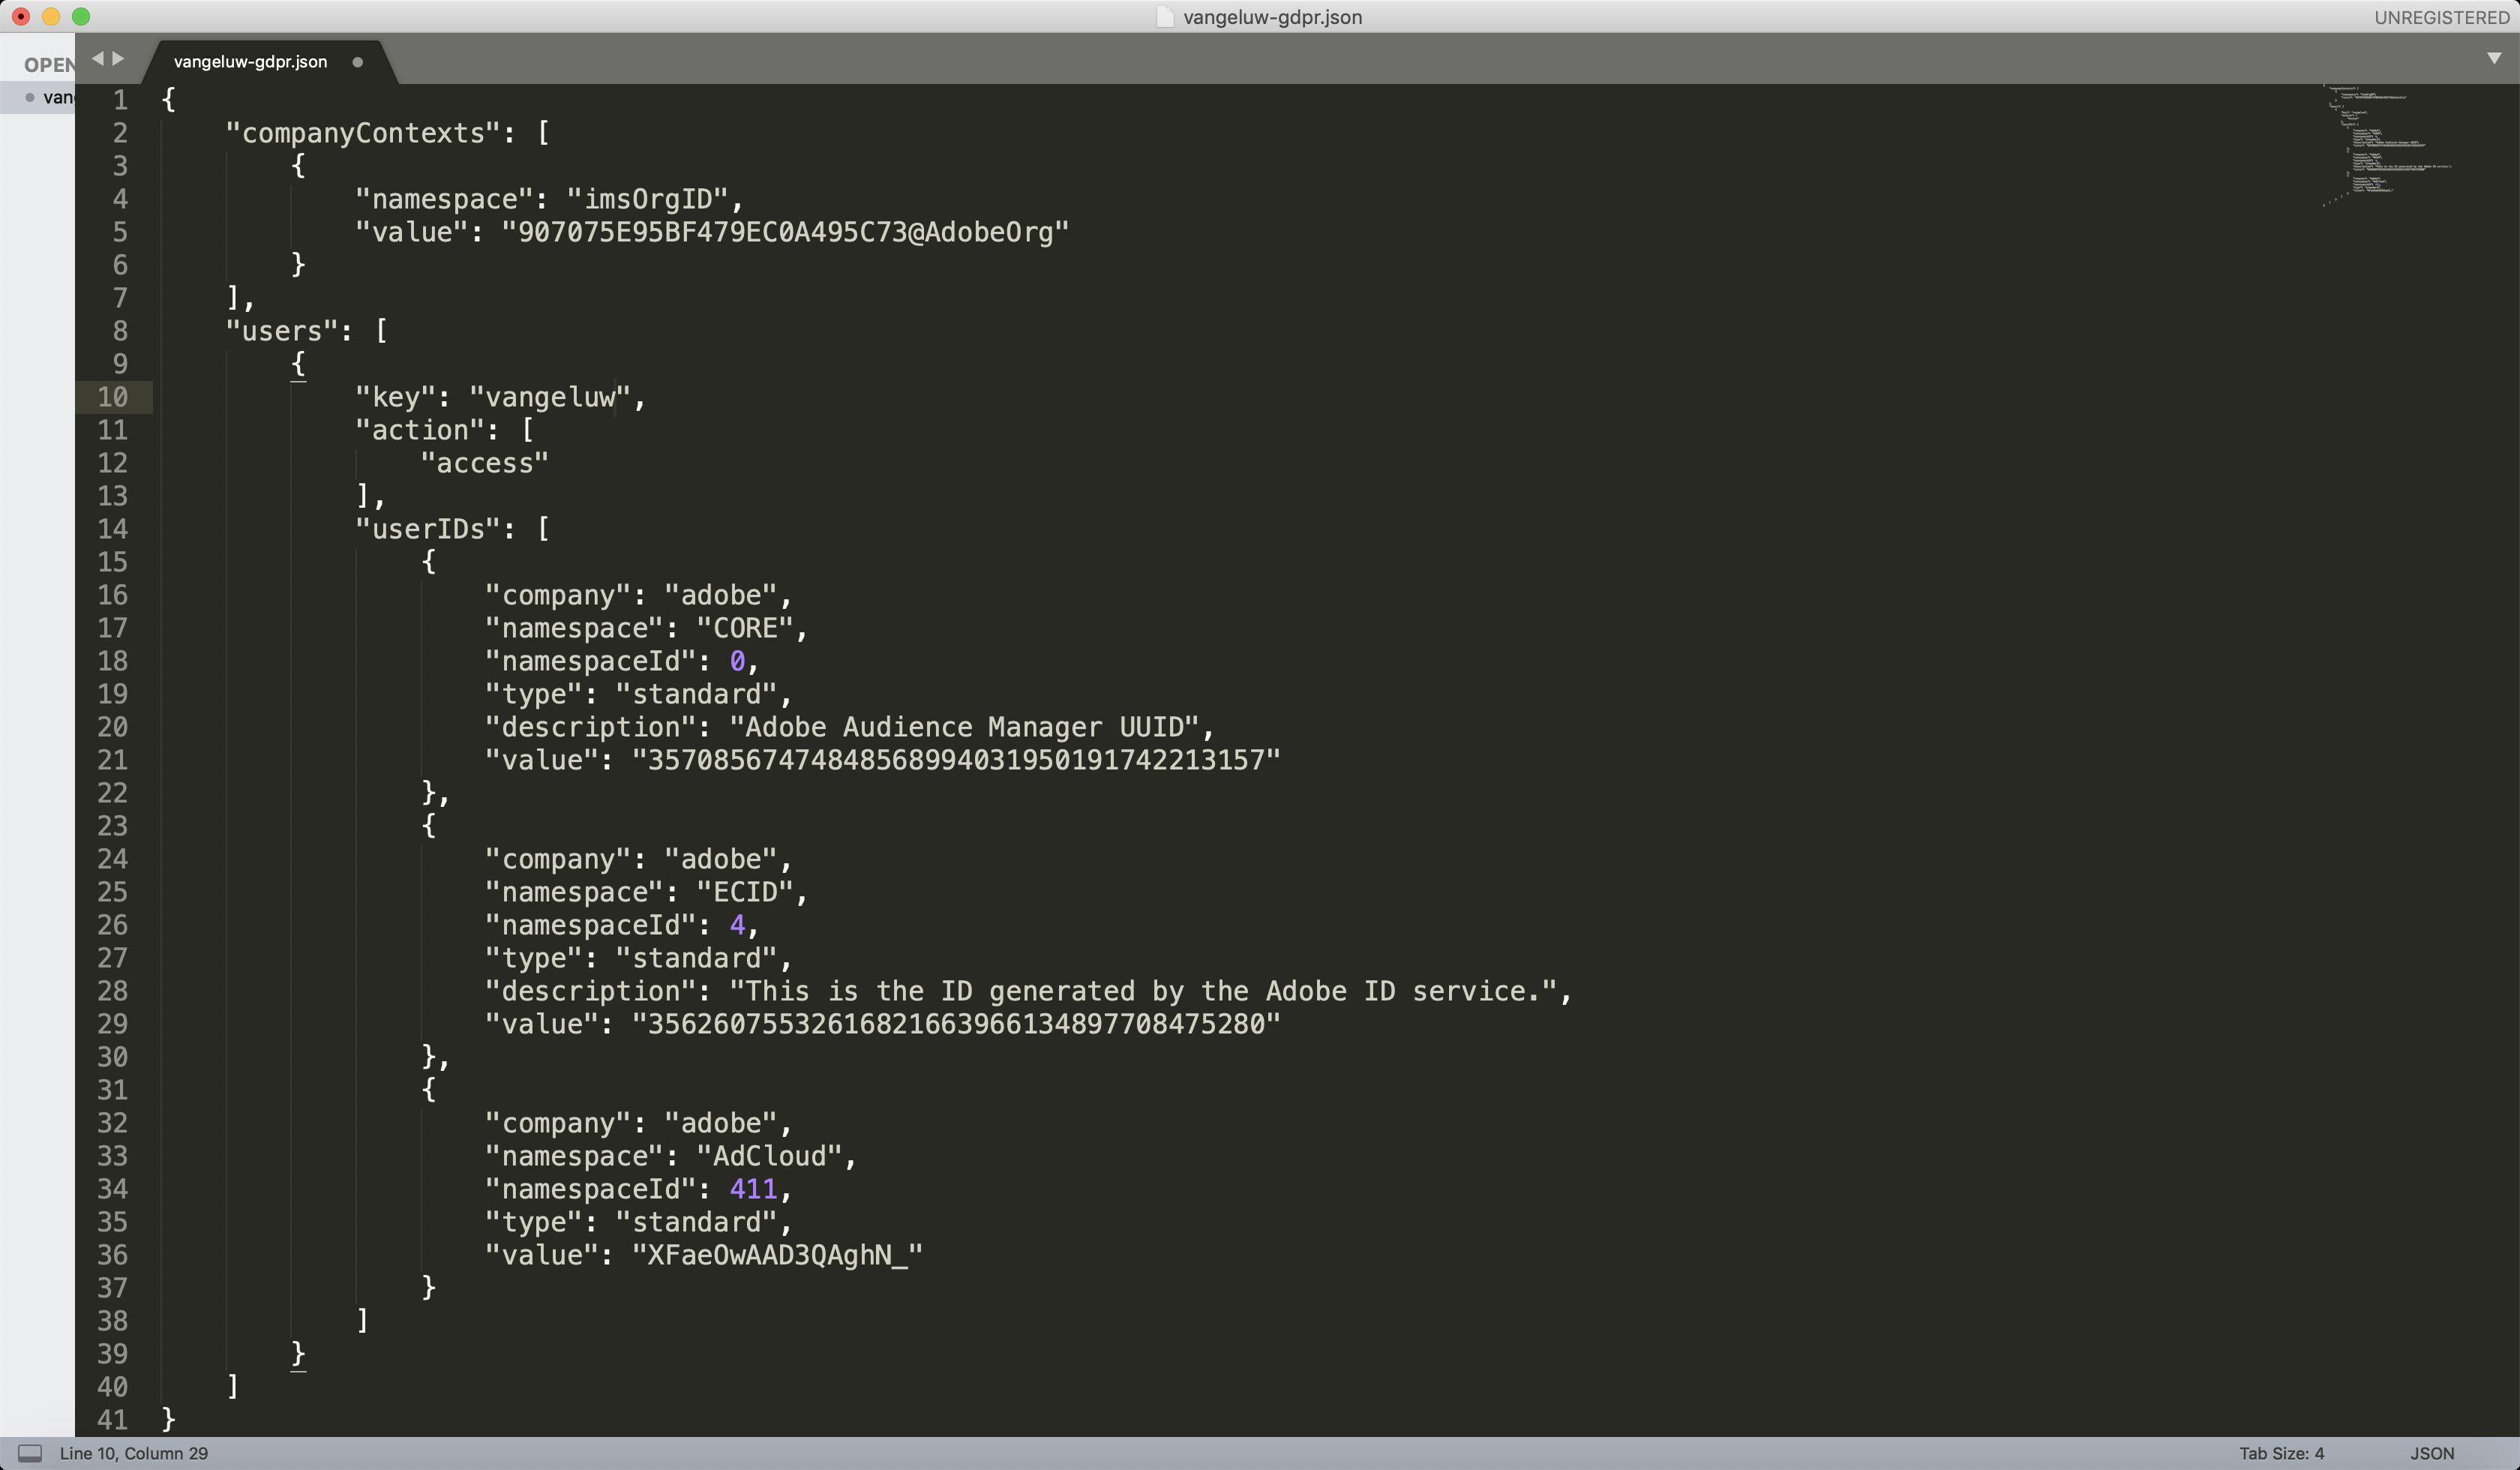 vangeluw-gdpr.json
UNREGISTERED
OPEN
van
vangeluw-gdpr.json
1 {
2     "companyContexts": [
3         {
4             "namespace": "imsOrgID",
5             "value": "907075E95BF479EC0A495C73@AdobeOrg"
6         }
7     ],
8     "users": [
9         {
10             "key": "vangeluw",
11             "action": [
12                 "access"
13             ],
14             "userIDs": [
15                 {
16                     "company": "adobe",
17                     "namespace": "CORE",
18                     "namespaceId": 0,
19                     "type": "standard",
20                     "description": "Adobe Audience Manager UUID",
21                     "value": "35708567474848568994031950191742213157"
22                 },
23                 {
24                     "company": "adobe",
25                     "namespace": "ECID",
26                     "namespaceId": 4,
27                     "type": "standard",
28                     "description": "This is the ID generated by the Adobe ID service.",
29                     "value": "35626075532616821663966134897708475280"
30                 },
31                 {
32                     "company": "adobe",
33                     "namespace": "AdCloud",
34                     "namespaceId": 411,
35                     "type": "standard",
36                     "value": "XFaeOwAAD3QAghN_"
37                 }
38             ]
39         }
40     ]
41 }
Line 10, Column 29
Tab Size: 4
JSON